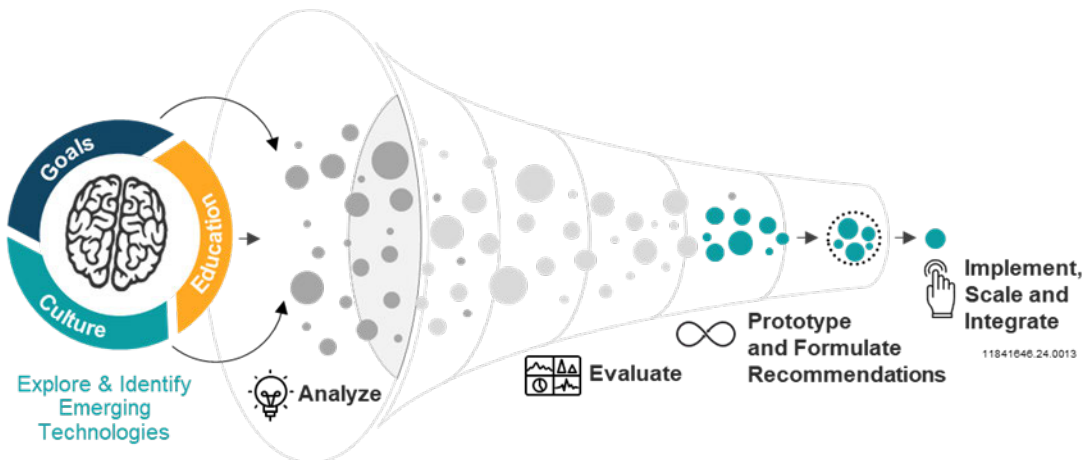 Goals
Education
Culture
Explore & Identify
Emerging
Technologies
Analyze
Evaluate
Prototype
and Formulate
Recommendations
Implement,
Scale and
Integrate
11841646.24.0013